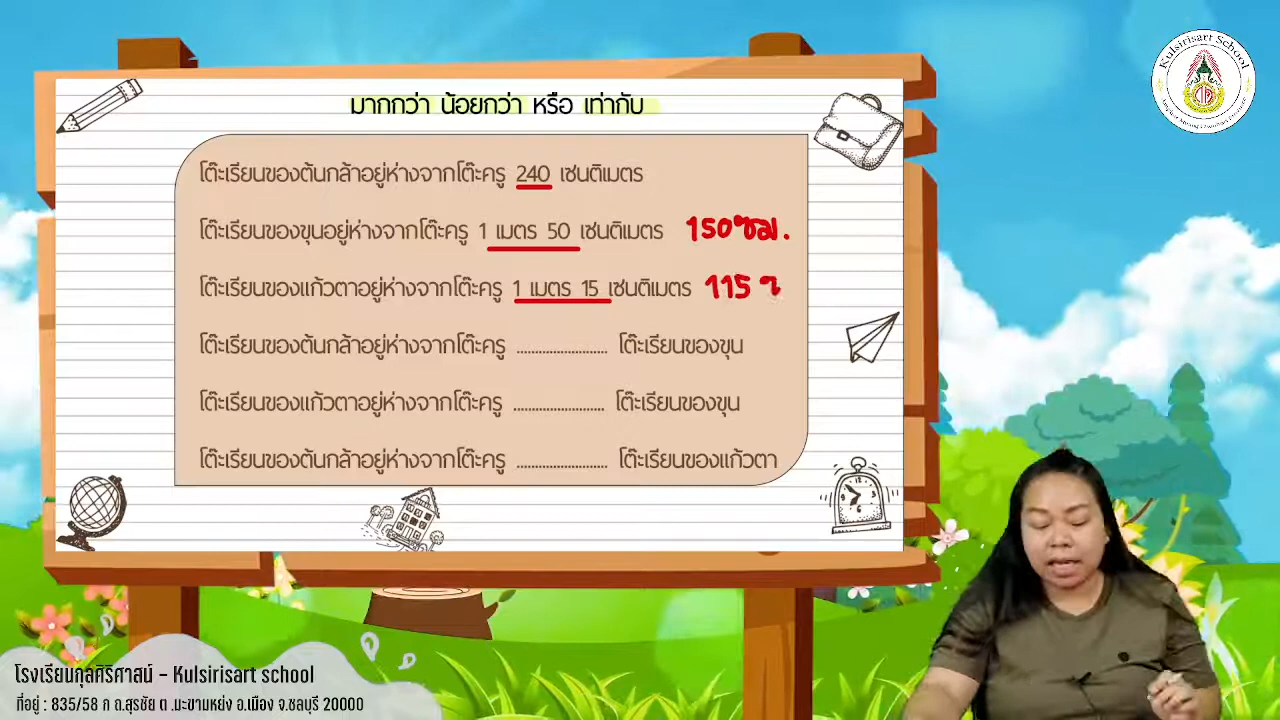 มากกว่า น้อยกว่า หรือ เท่ากับ
โต๊ะเรียนของต้นกล้าอยู่ห่างจากโต๊ะครู 240 เซนติเมตร
โต๊ะเรียนของขุนอยู่ห่างจากโต๊ะครู 1 เมตร 50 เซนติเมตร 150 ซม.
โต๊ะเรียนของแก้วตาอยู่ห่างจากโต๊ะครู 1 เมตร 15 เซนติเมตร 115
โต๊ะเรียนของต้นกล้าอยู่ห่างจากโต๊ะครู ........................ โต๊ะเรียนของขุน
โต๊ะเรียนของแก้วตาอยู่ห่างจากโต๊ะครู ........................ โต๊ะเรียนของขุน
โต๊ะเรียนของต้นกล้าอยู่ห่างจากโต๊ะครู ........................ โต๊ะเรียนของแก้วตา
Kulsirisart School
โรงเรียนกุลศิริศาสน์ - Kulsirisart school
ที่อยู่ : 835/58 ก ถ.สุรชัย ต .มะขามหย่ง อ.เมือง จ.ชลบุรี 20000